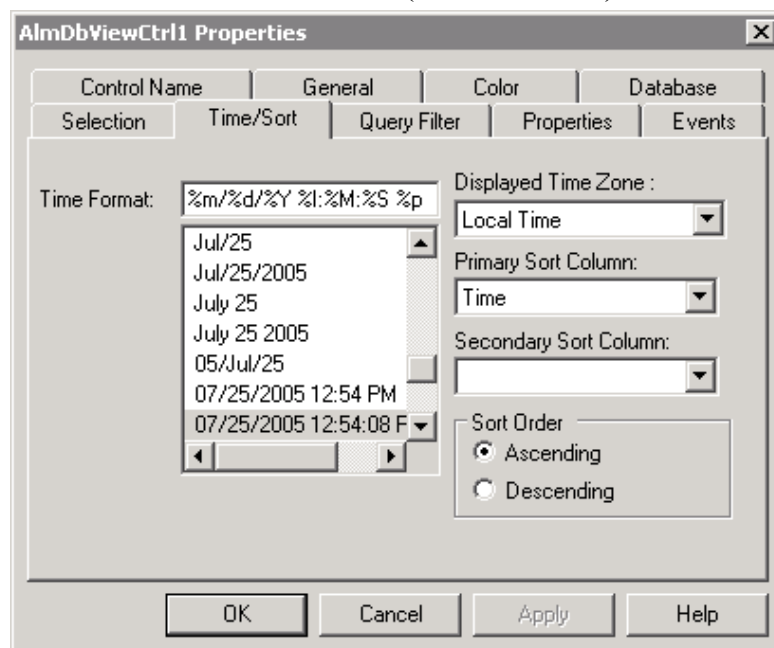 AlmDbViewCtrl1 Properties
Control Name General Color Database
Selection Time/Sort Query Filter Properties Events
Time Format:
%m/%d/%Y %I:%M:%S %p
Jul/25
Jul/25/2005
July 25
July 25 2005
05/Jul/25
07/25/2005 12:54 PM
07/25/2005 12:54:08 F
Displayed Time Zone :
Local Time
Primary Sort Column:
Time
Secondary Sort Column:
Sort Order
Ascending
Descending
OK Cancel Apply Help